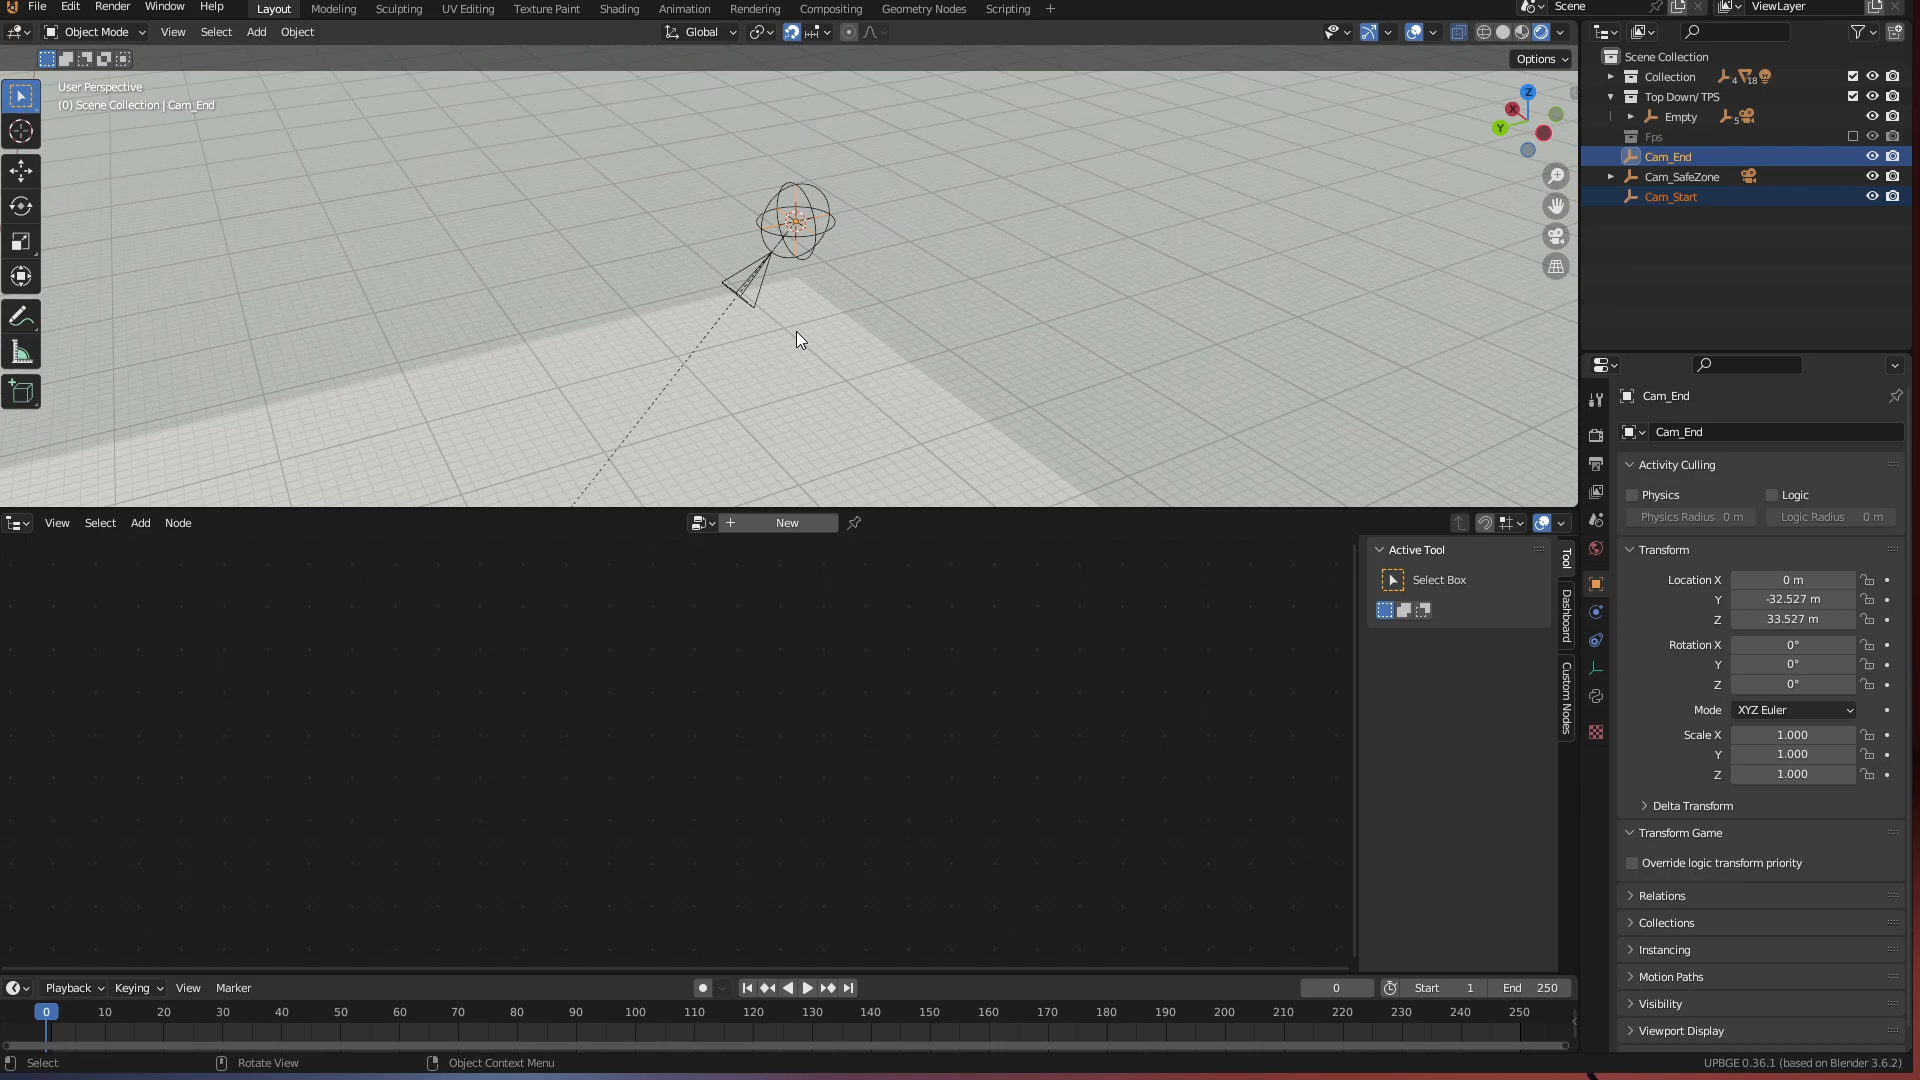 File Edit Render Window Help Layout Modeling Sculpting UV Editing Texture Paint Shading Animation Rendering Compositing Geometry Nodes Scripting + Scene ViewLayer
Object Mode View Select Add Object Global
Options
User Perspective
(0) Scene Collection | Cam_End
Z
X
Y
Scene Collection
Collection 4 18
Top Down/ TPS
Empty 5
Fps
Cam_End
Cam_SafeZone
Cam_Start
View Select Add Node + New
Active Tool
Select Box
Tool
Dashboard
Custom Nodes
Cam_End
Cam_End
Activity Culling
Physics Logic
Physics Radius 0 m Logic Radius 0 m
Transform
Location X 0 m
Y -32.527 m
Z 33.527 m
Rotation X 0°
Y 0°
Z 0°
Mode XYZ Euler
Scale X 1.000
Y 1.000
Z 1.000
Delta Transform
Transform Game
Override logic transform priority
Relations
Collections
Instancing
Motion Paths
Visibility
Viewport Display
Playback Keying View Marker 0 Start 1 End 250
0 10 20 30 40 50 60 70 80 90 100 110 120 130 140 150 160 170 180 190 200 210 220 230 240 250
Select Rotate View Object Context Menu UPBGE 0.36.1 (based on Blender 3.6.2)